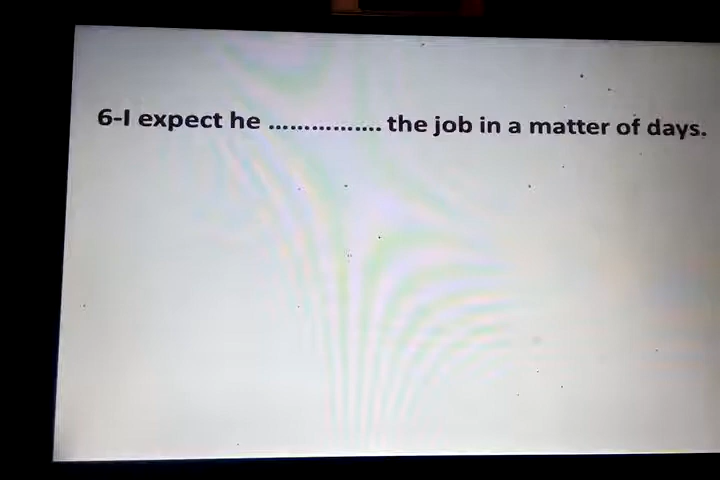 6-I expect he ................ the job in a matter of days.